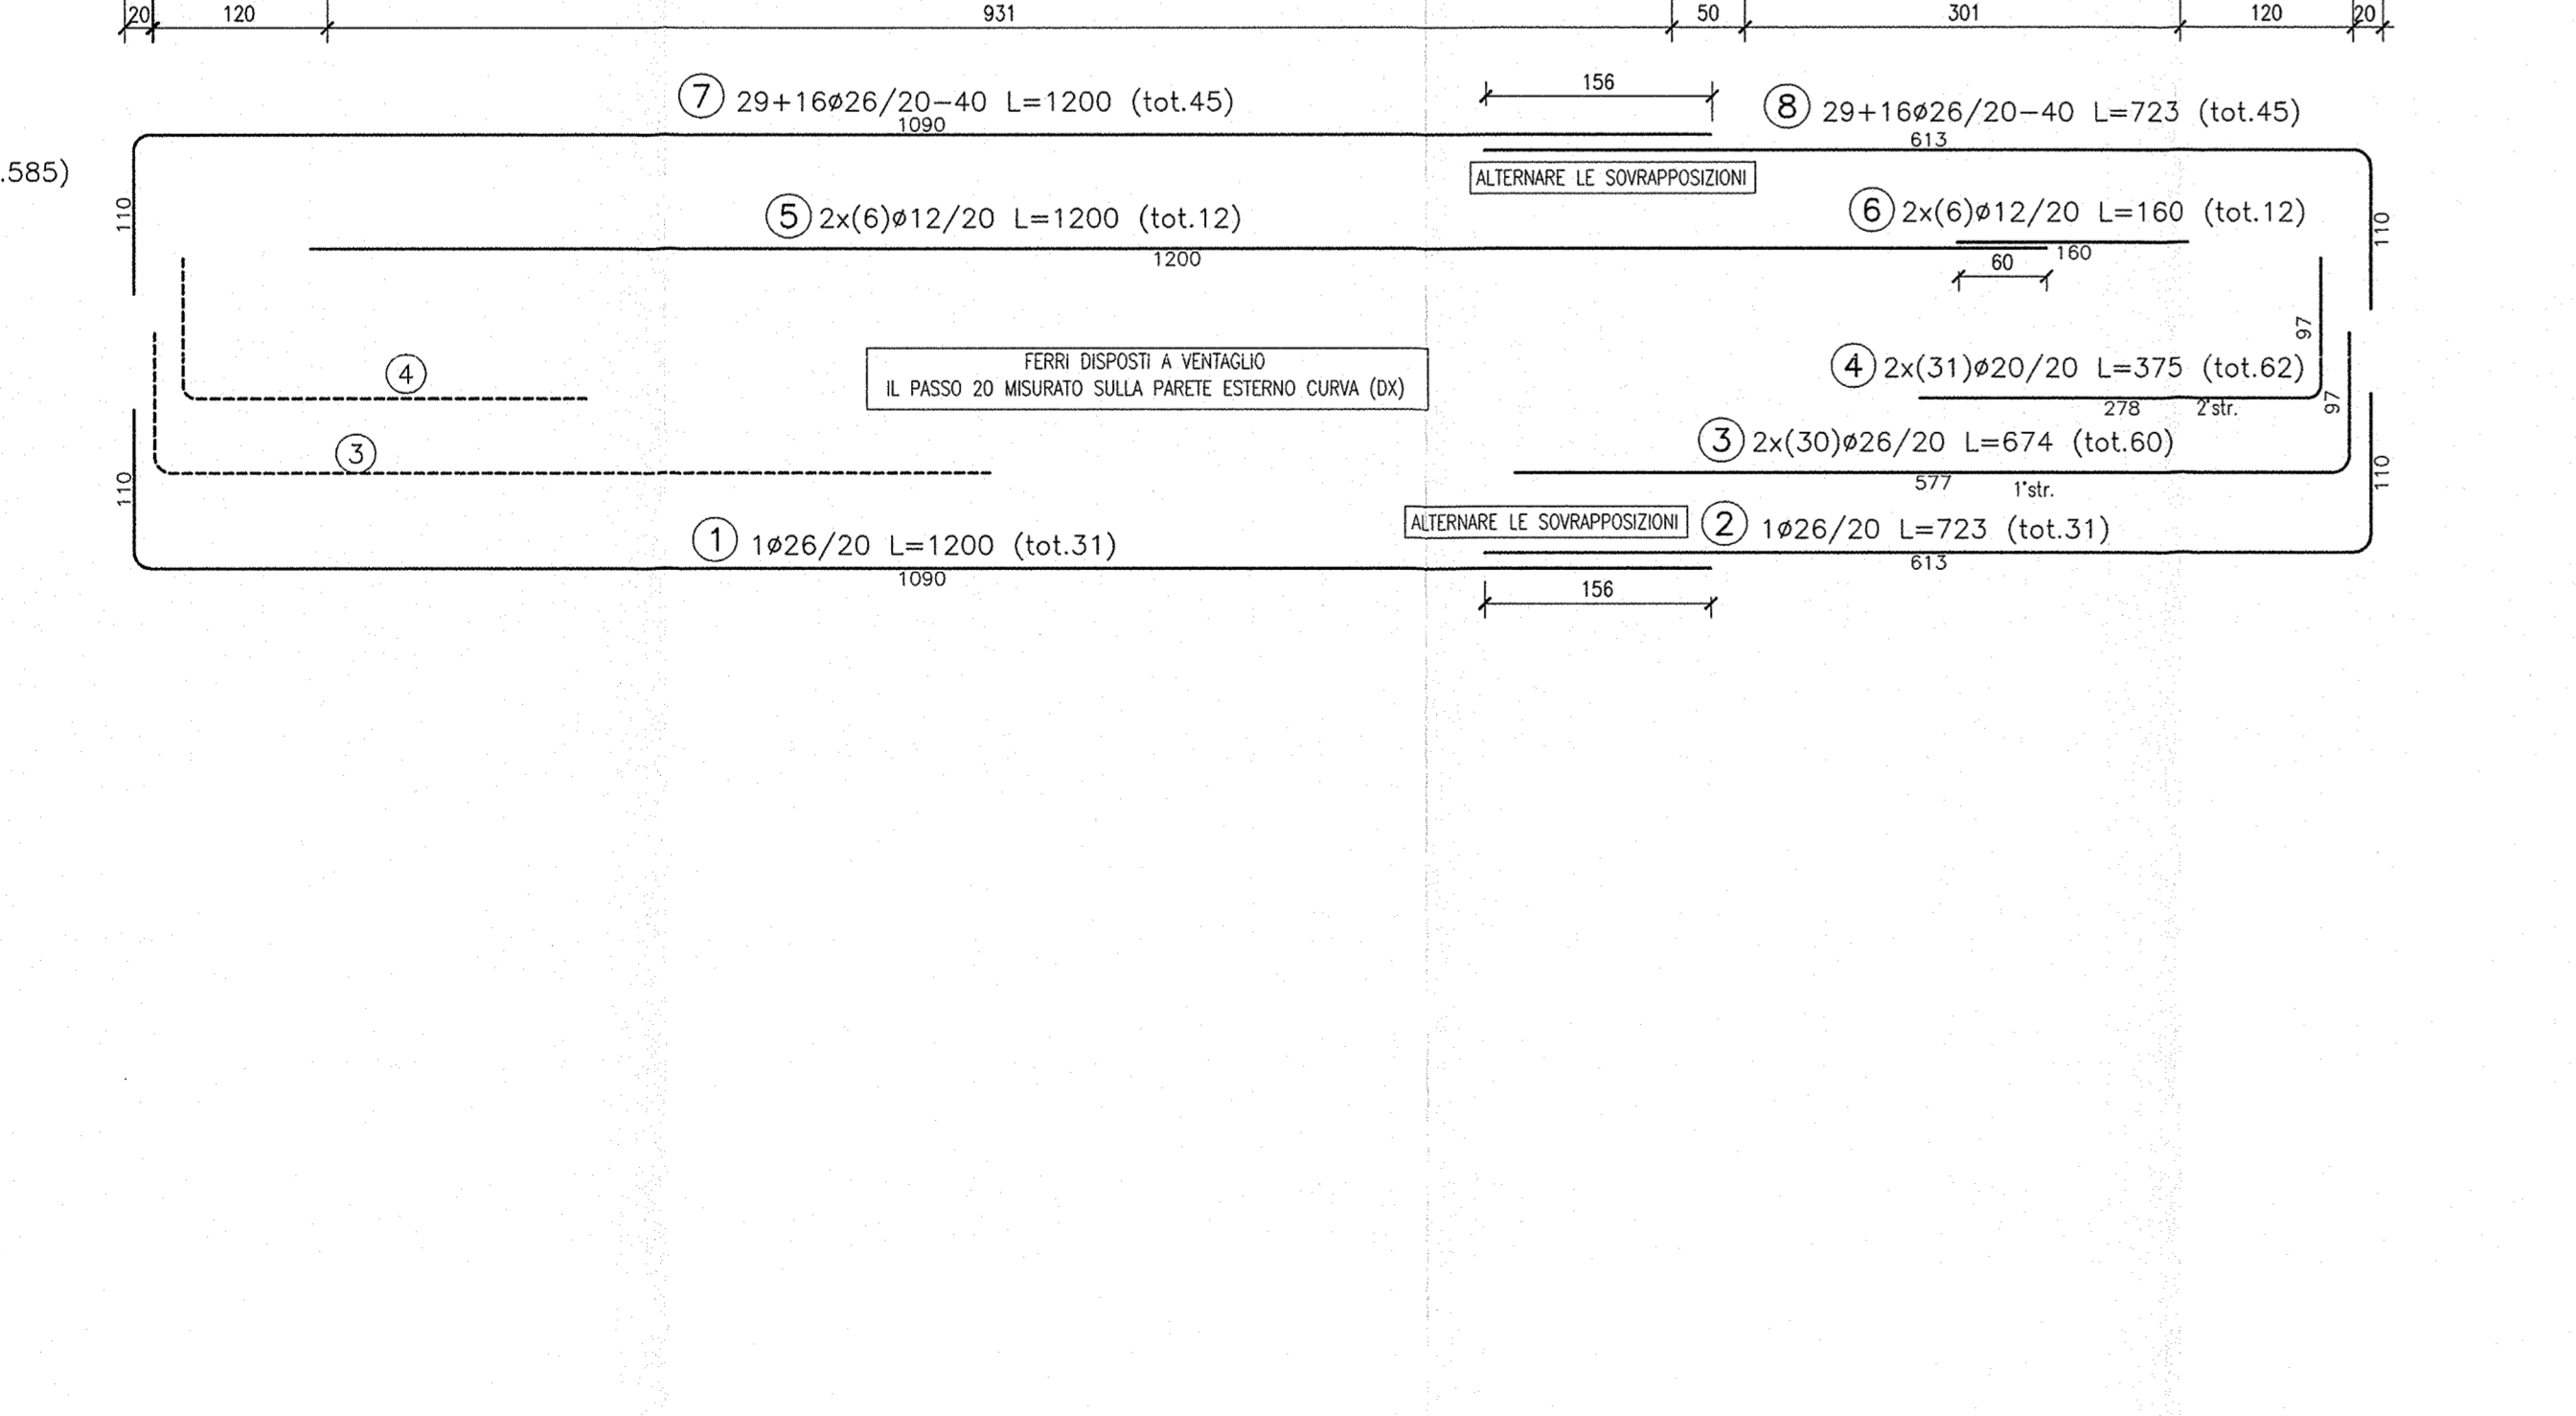 20 120 931 50 301 120 20
156
7 29+16ø26/20-40 L=1200 (tot.45)
1090
8 29+16ø26/20-40 L=723 (tot.45)
613
.585)
ALTERNARE LE SOVRAPPOSIZIONI
110
110
5 2x(6)ø12/20 L=1200 (tot.12)
1200
6 2x(6)ø12/20 L=160 (tot.12)
160
60
97
4
FERRI DISPOSTI A VENTAGLIO
IL PASSO 20 MISURATO SULLA PARETE ESTERNO CURVA (DX)
4 2x(31)ø20/20 L=375 (tot.62)
278 2°str.
97
3
3 2x(30)ø26/20 L=674 (tot.60)
577 1°str.
110
110
1 1ø26/20 L=1200 (tot.31)
1090
ALTERNARE LE SOVRAPPOSIZIONI
2 1ø26/20 L=723 (tot.31)
613
156